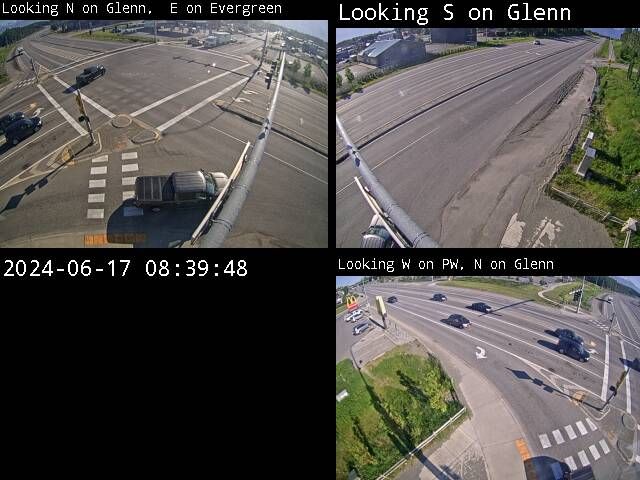 Looking N on Glenn,  E on Evergreen
Looking S on Glenn
2024-06-17 08:39:48
Looking W on PW, N on Glenn